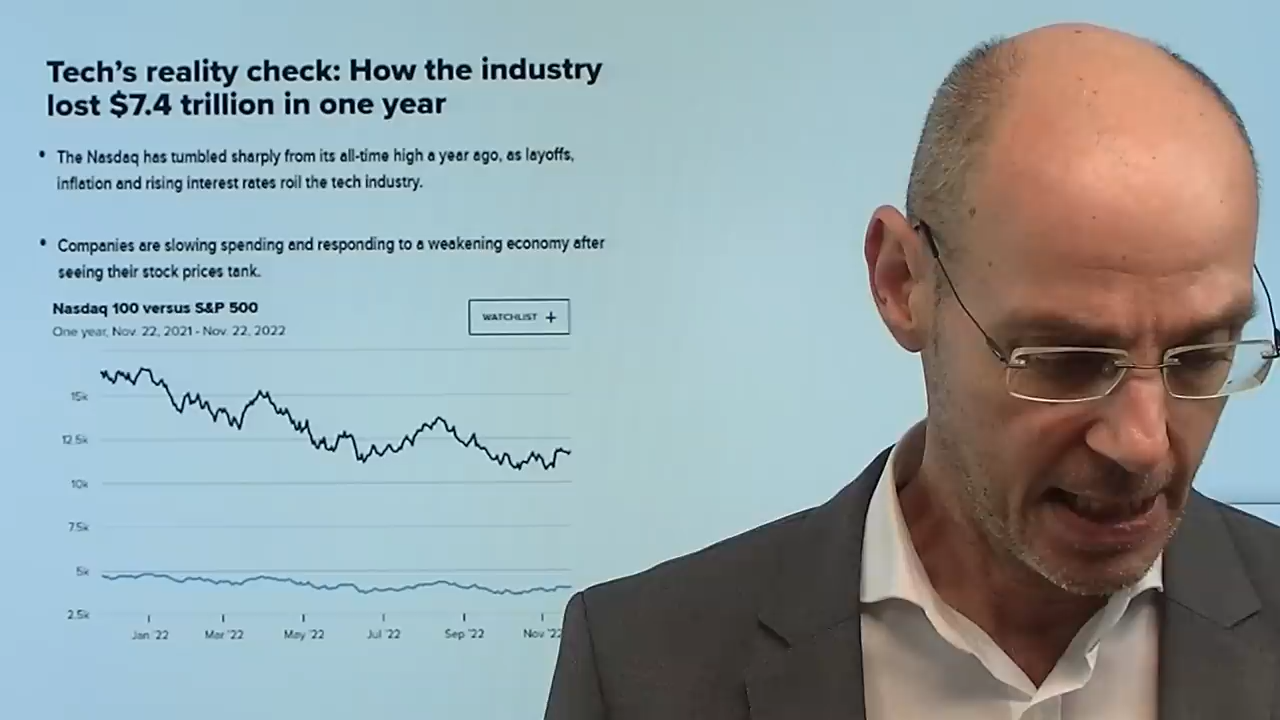 Tech's reality check: How the industry
lost $7.4 trillion in one year
• The Nasdaq has tumbled sharply from its all-time high a year ago, as layoffs,
inflation and rising interest rates roil the tech industry.
• Companies are slowing spending and responding to a weakening economy after
seeing their stock prices tank.
Nasdaq 100 versus S&P 500
One year, Nov. 22, 2021 - Nov. 22, 2022
WATCHLIST +
15k
12.5k
10k
7.5k
5k
2.5k
Jan '22 Mar '22 May '22 Jul '22 Sep '22 Nov '22